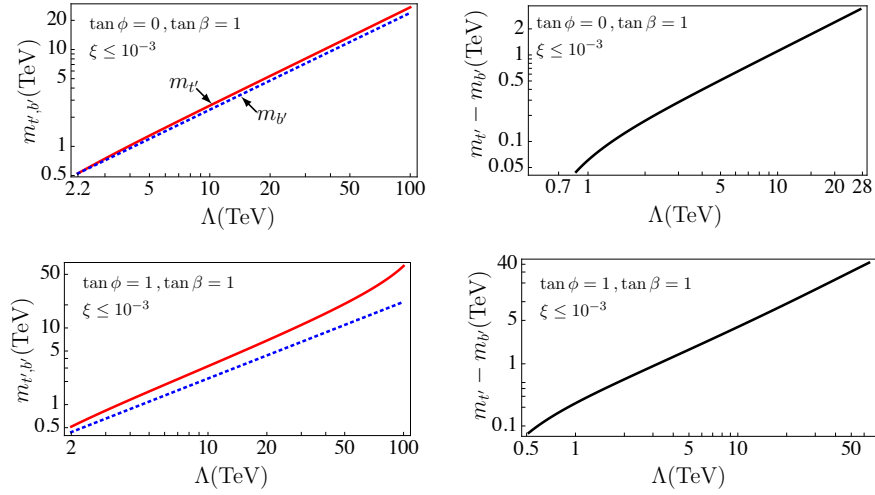 tan ϕ = 0 , tan β = 1
ξ ≤ 10⁻³
m_{t′}
m_{b′}
m_{t′,b′}(TeV)
20
10
5
1
0.5
2.2 5 10 20 50 100
Λ(TeV)
tan ϕ = 0 , tan β = 1
ξ ≤ 10⁻³
m_{t′} − m_{b′}(TeV)
2
1
0.5
0.1
0.05
0.7 1 5 10 20 28
Λ(TeV)
tan ϕ = 1 , tan β = 1
ξ ≤ 10⁻³
m_{t′,b′}(TeV)
50
10
5
1
0.5
2 10 20 50 100
Λ(TeV)
tan ϕ = 1 , tan β = 1
ξ ≤ 10⁻³
m_{t′} − m_{b′}(TeV)
40
5
1
0.1
0.5 1 5 10 50
Λ(TeV)